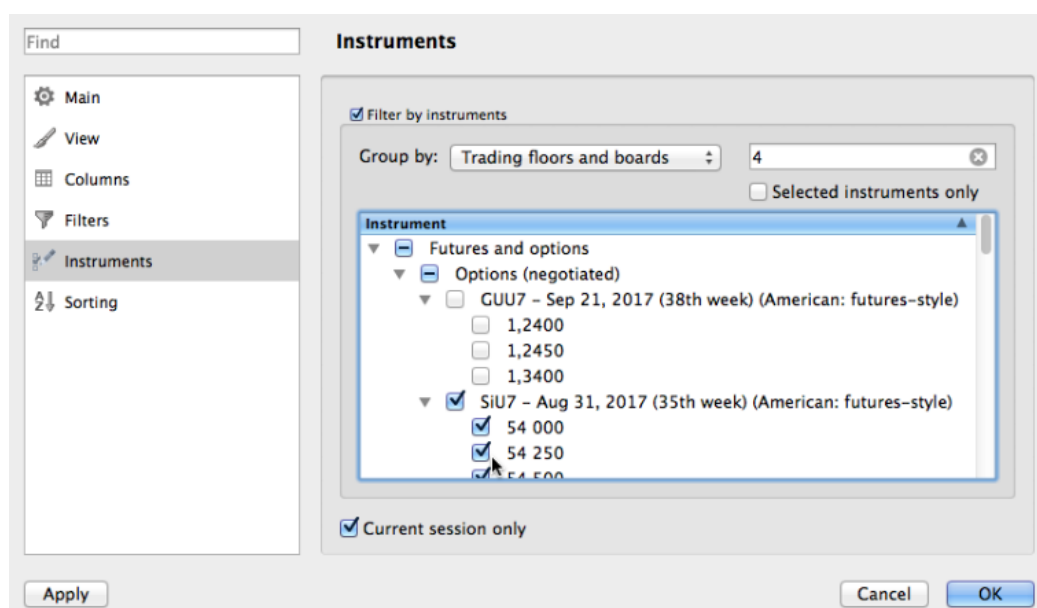 Find
Main
View
Columns
Filters
Instruments
Sorting
Instruments
Filter by instruments
Group by: Trading floors and boards 4
Selected instruments only
Instrument
Futures and options
Options (negotiated)
GUU7 – Sep 21, 2017 (38th week) (American: futures–style)
1,2400
1,2450
1,3400
SiU7 – Aug 31, 2017 (35th week) (American: futures–style)
54 000
54 250
54 500
Current session only
Apply Cancel OK